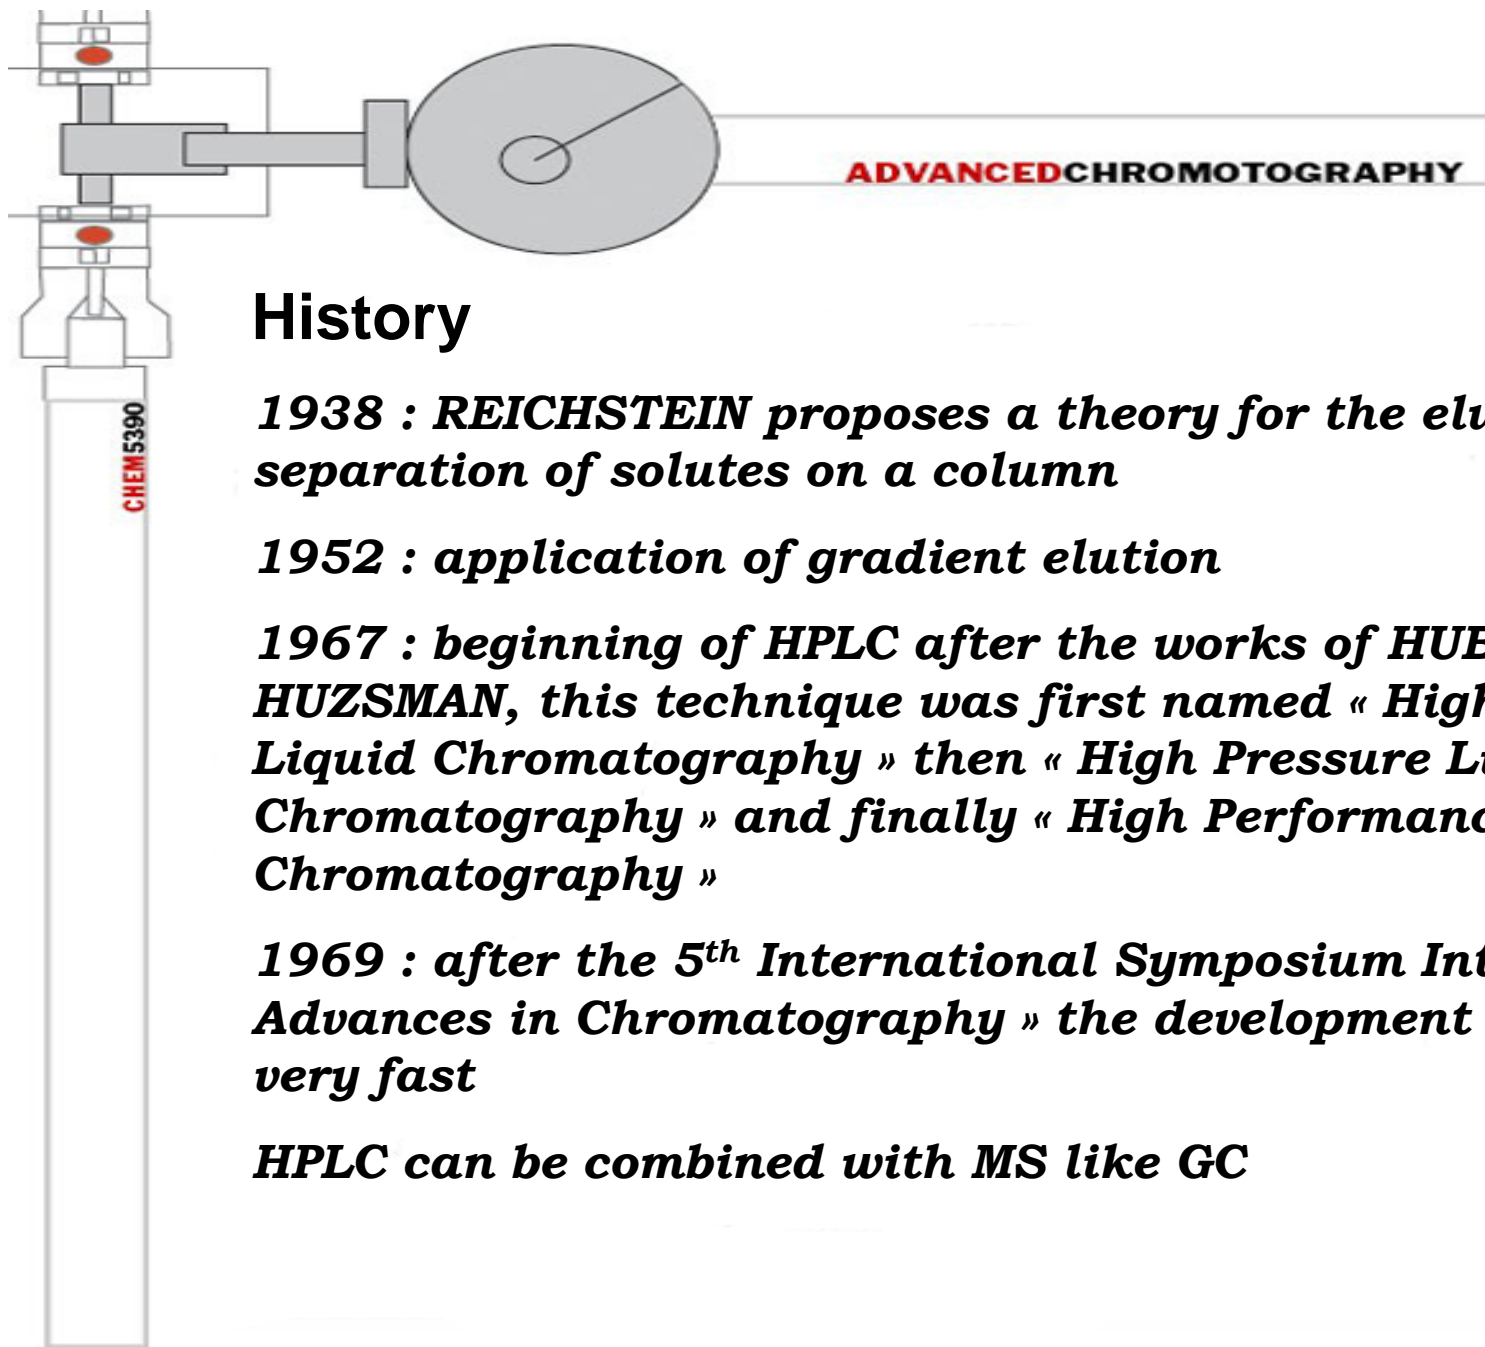 ADVANCEDCHROMOTOGRAPHY
CHEM5390
History
1938 : REICHSTEIN proposes a theory for the
separation of solutes on a column
1952 : application of gradient elution
1967 : beginning of HPLC after the works of
HUZSMAN, this technique was first named « High
Liquid Chromatography » then « High Pressure
Chromatography » and finally « High
Chromatography »
1969 : after the 5th International Symposium
Advances in Chromatography » the development
very fast
HPLC can be combined with MS like GC